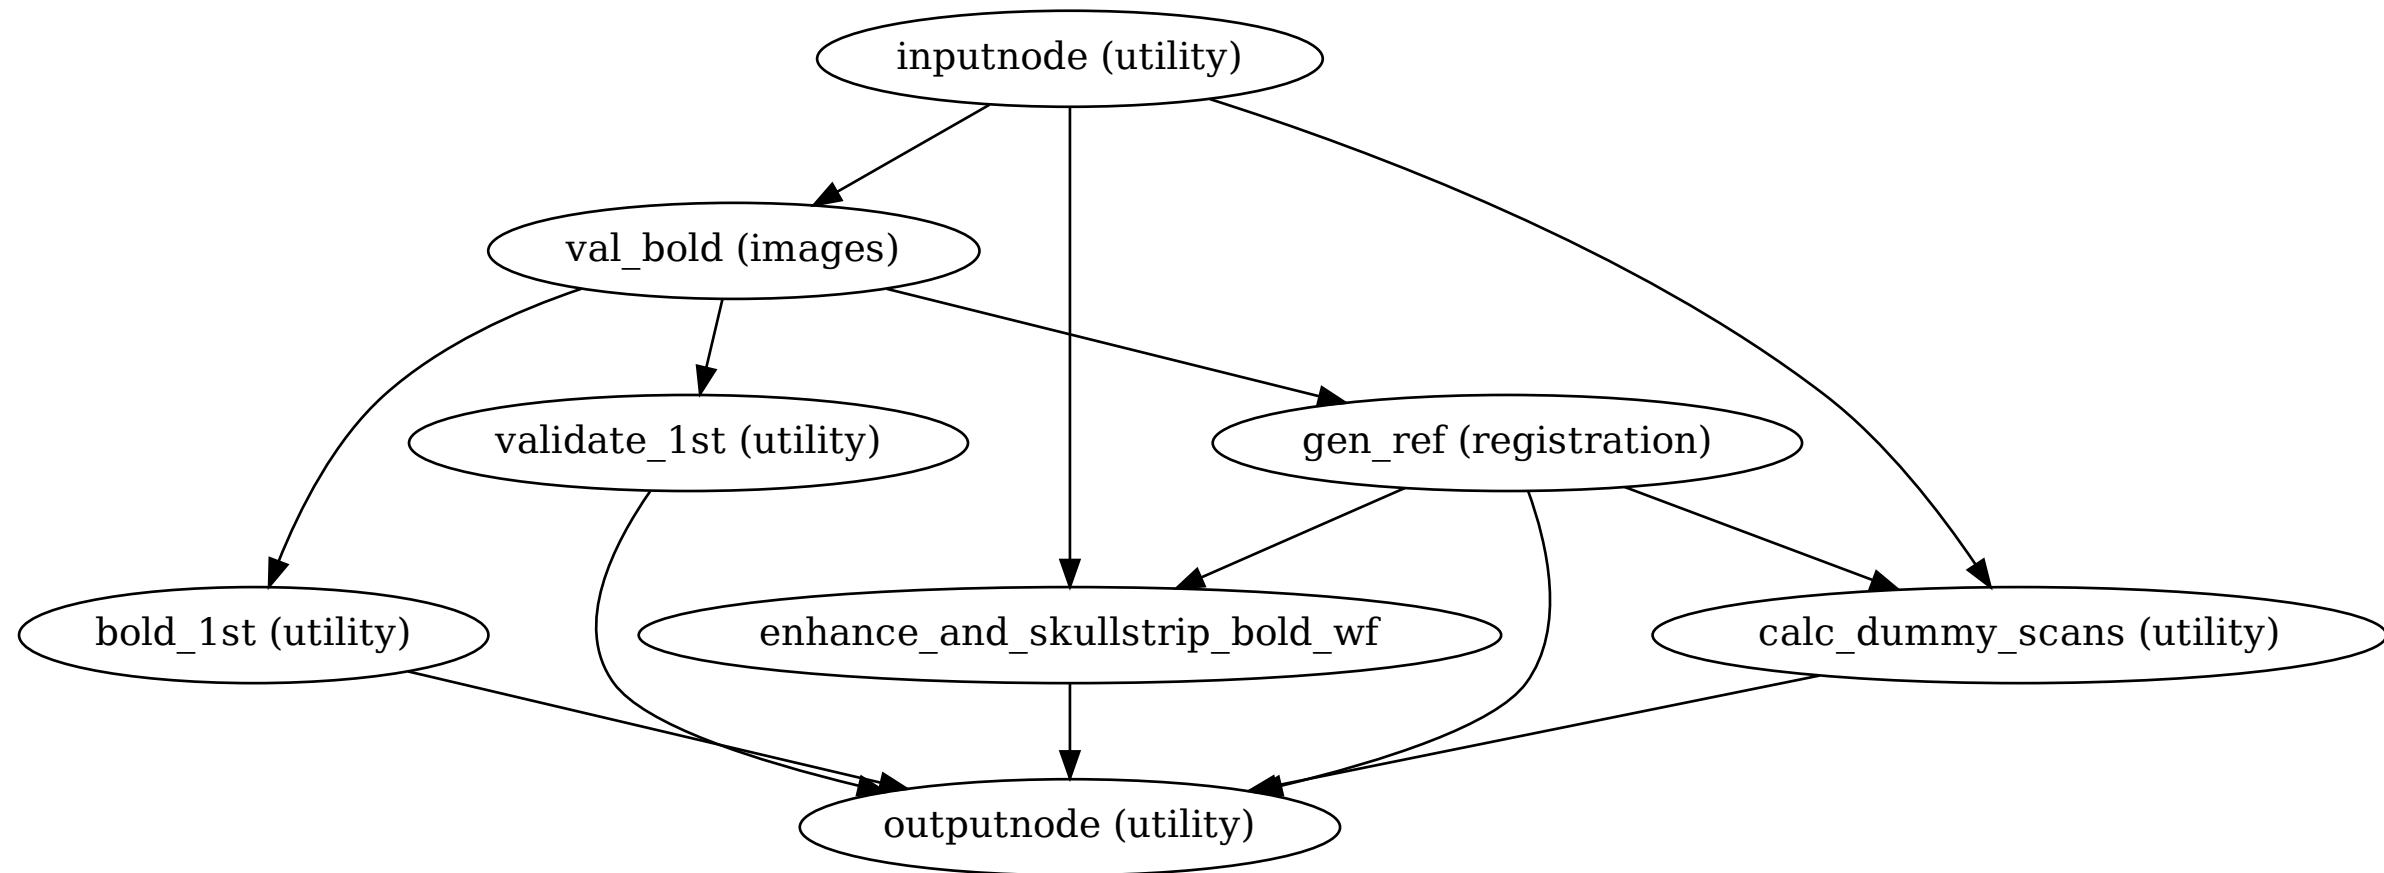 inputnode (utility)
val_bold (images)
validate_1st (utility)
gen_ref (registration)
bold_1st (utility)
enhance_and_skullstrip_bold_wf
calc_dummy_scans (utility)
outputnode (utility)